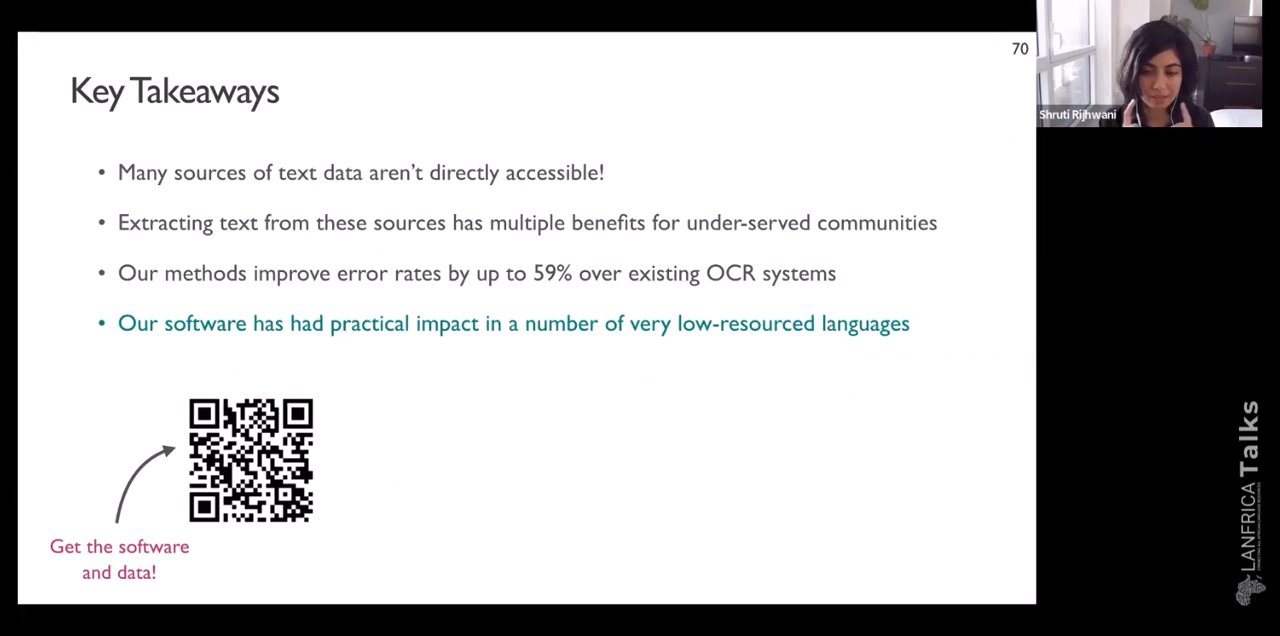 70
Key Takeaways
• Many sources of text data aren't directly accessible!
• Extracting text from these sources has multiple benefits for under-served communities
• Our methods improve error rates by up to 59% over existing OCR systems
• Our software has had practical impact in a number of very low-resourced languages
Get the software
and data!
Shruti Rijhwani
LANFRICA Talks